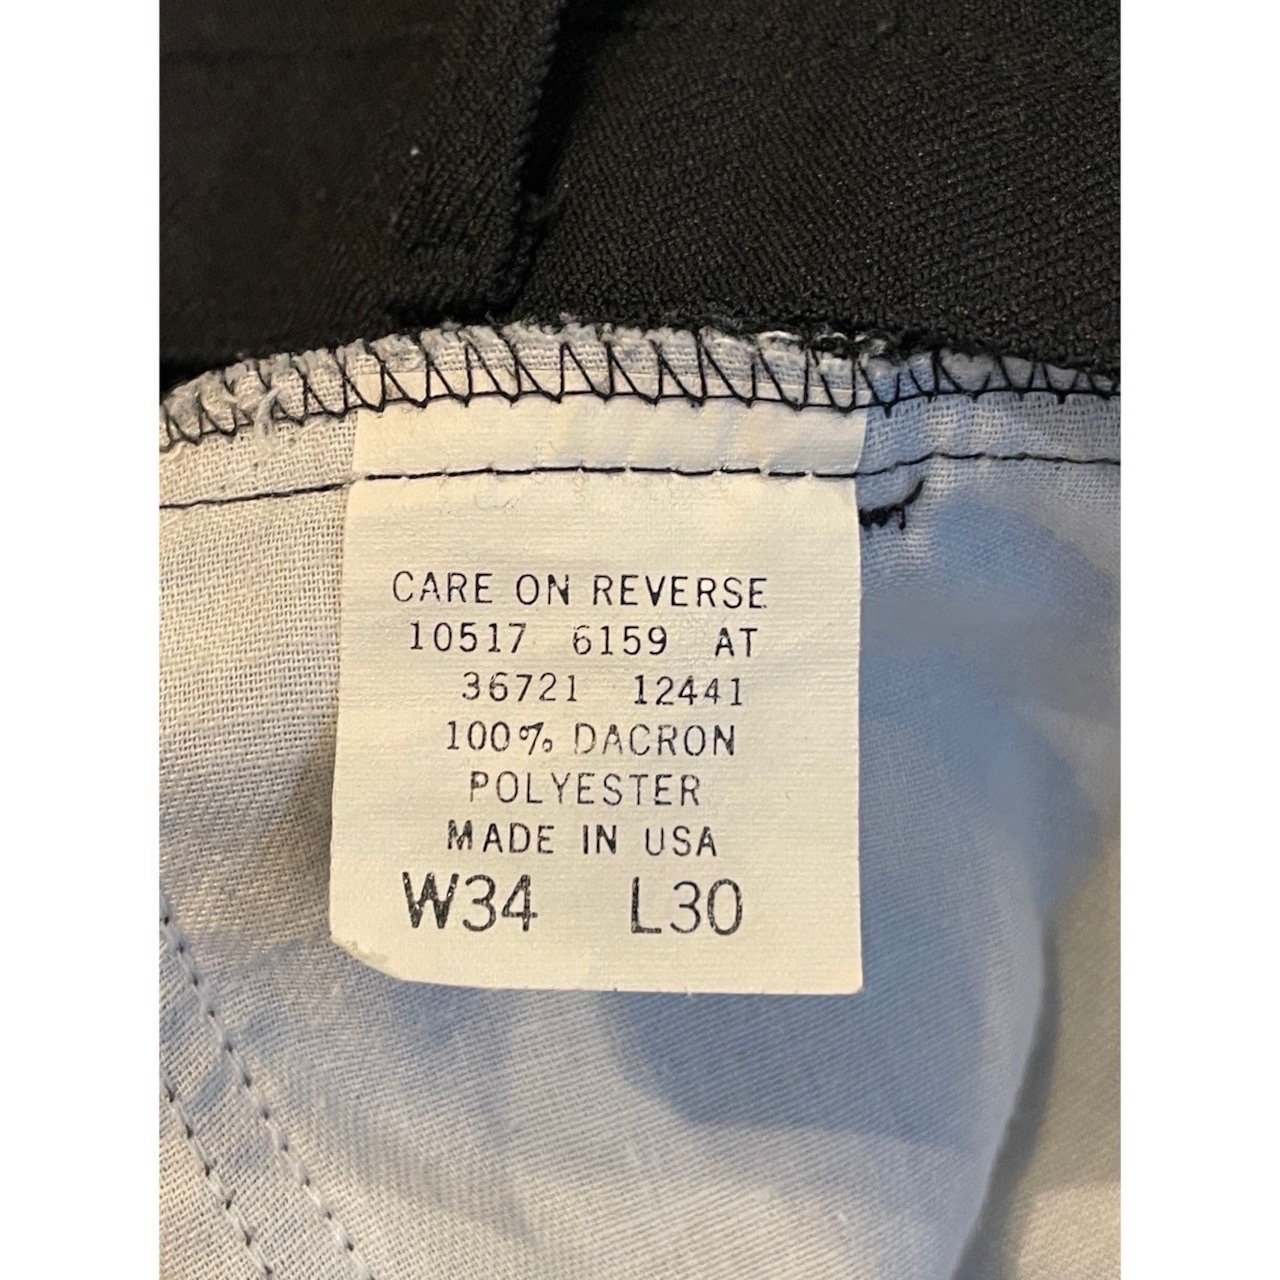 CARE ON REVERSE
10517 6159 AT
36721 12441
100% DACRON
POLYESTER
MADE IN USA
W34 L30